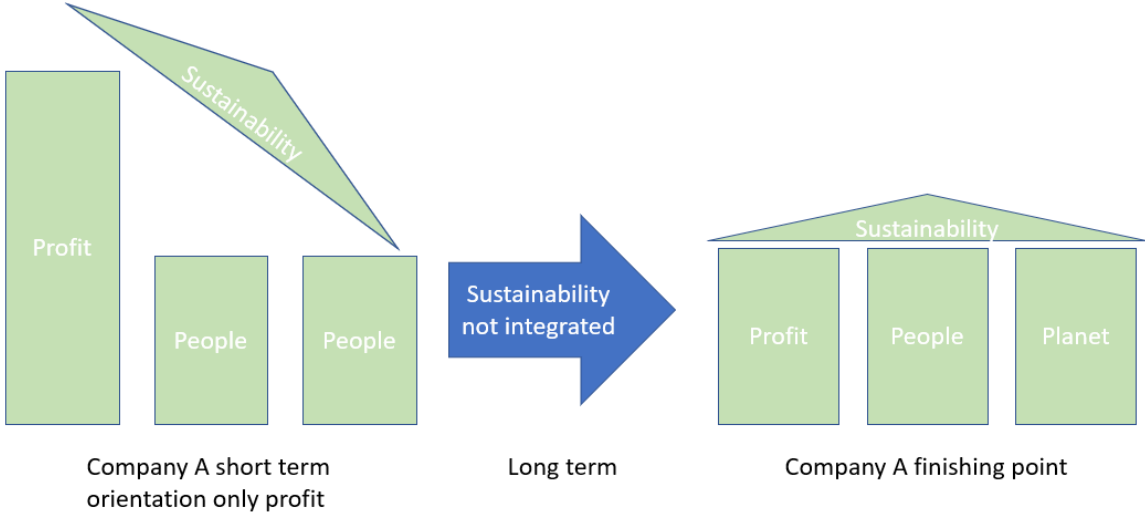 Sustainability
Profit
People
People
Sustainability
not integrated
Sustainability
Profit
People
Planet
Company A short term
orientation only profit
Long term
Company A finishing point